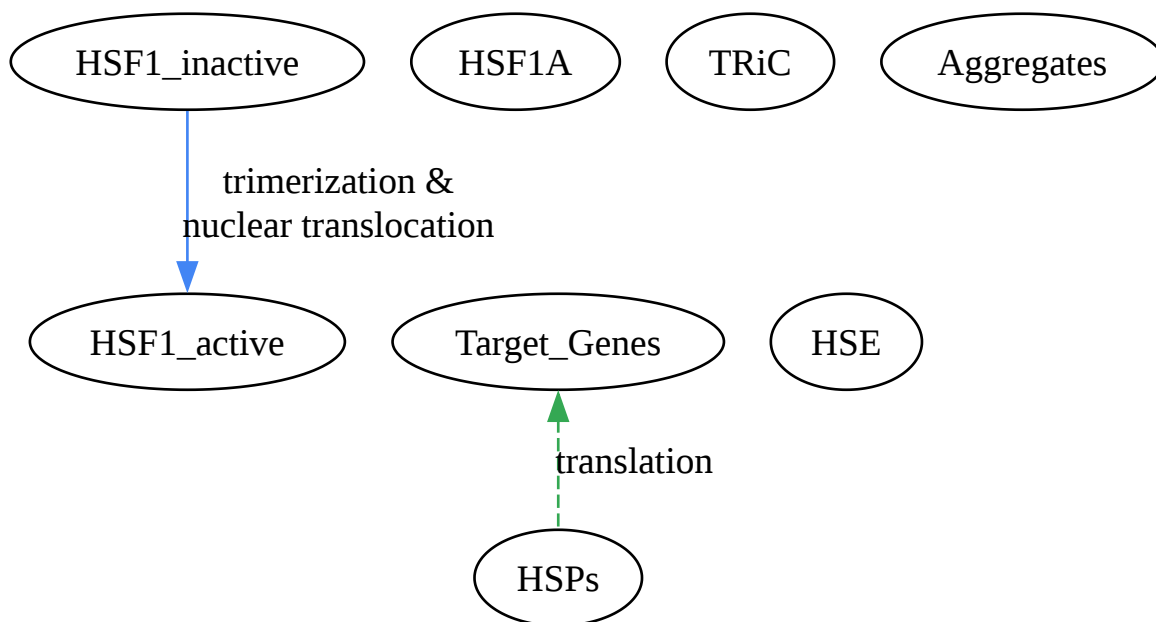 HSF1_inactive
HSF1A
TRiC
Aggregates
trimerization &
nuclear translocation
HSF1_active
Target_Genes
HSE
translation
HSPs